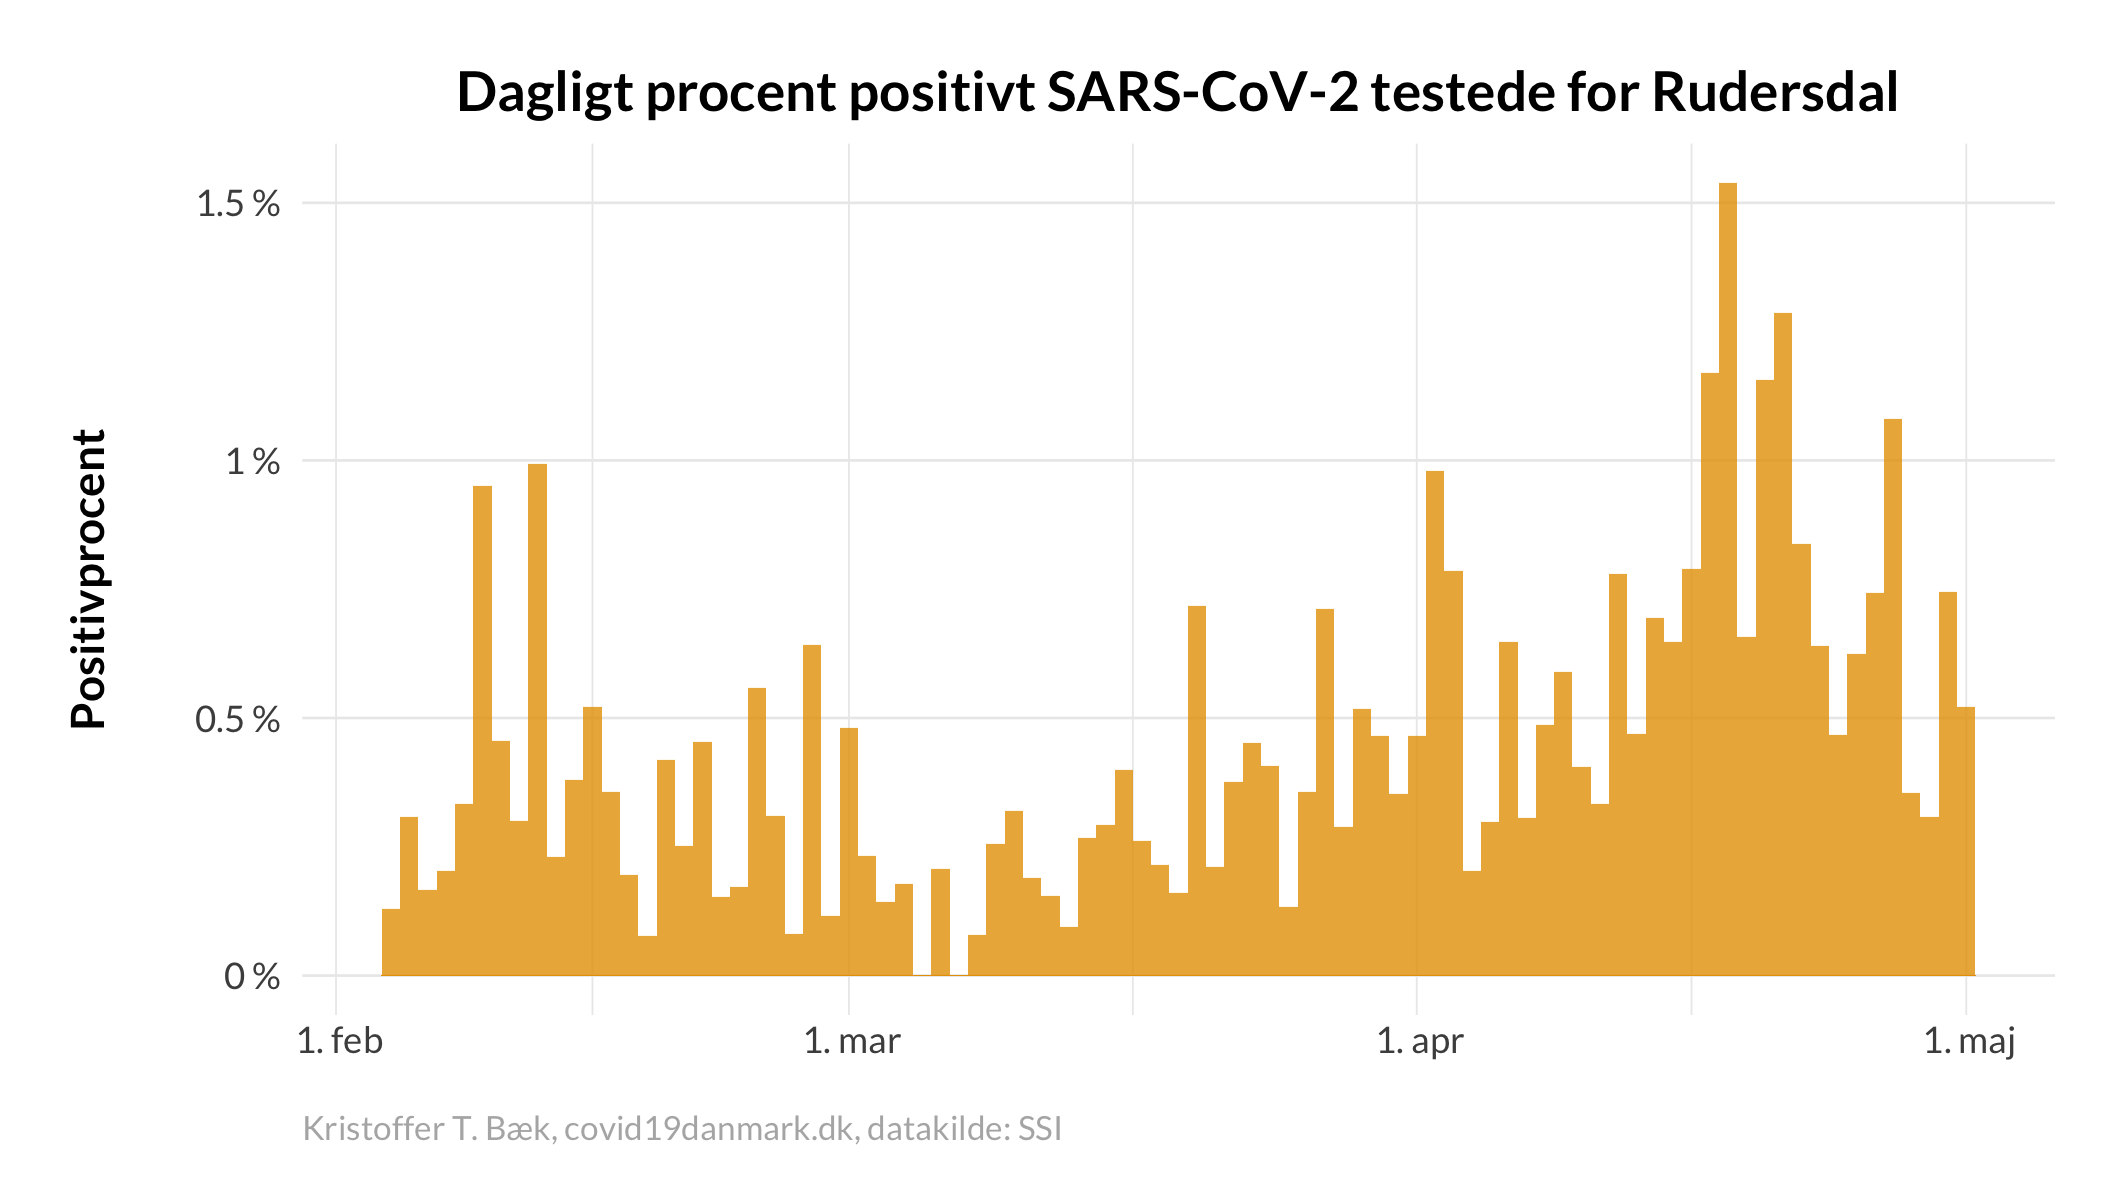 Dagligt procent positivt SARS-CoV-2 testede for Rudersdal
Positivprocent
1.5 %
1 %
0.5 %
0 %
1. feb
1. mar
1. apr
1. maj
Kristoffer T. Bæk, covid19danmark.dk, datakilde: SSI